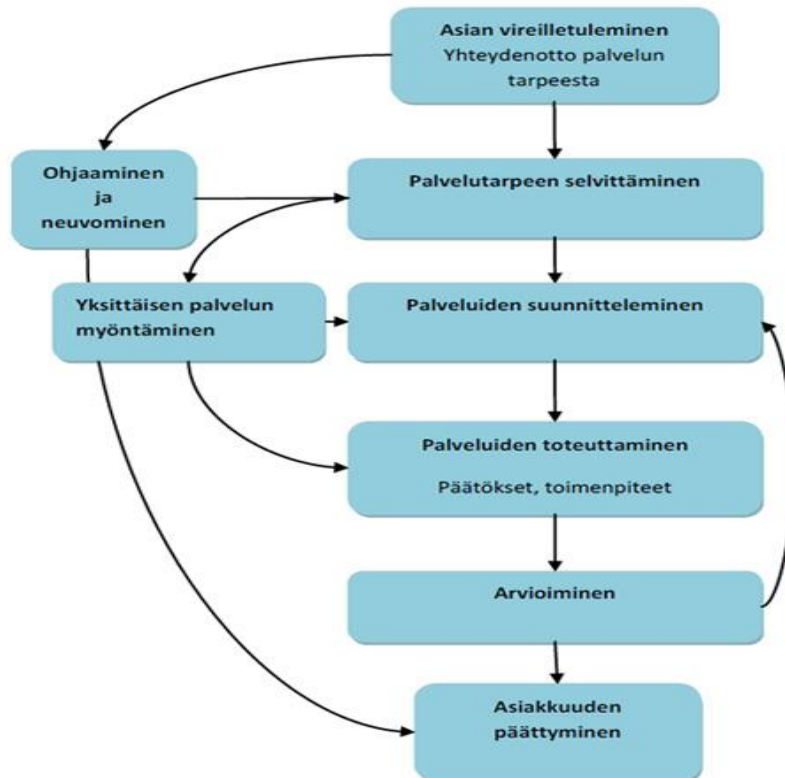 Asian vireilletuleminen
Yhteydenotto palvelun
tarpeesta
Ohjaaminen
ja
neuvominen
Palvelutarpeen selvittäminen
Yksittäisen palvelun
myöntäminen
Palveluiden suunnitteleminen
Palveluiden toteuttaminen
Päätökset, toimenpiteet
Arvioiminen
Asiakkuuden
päättyminen